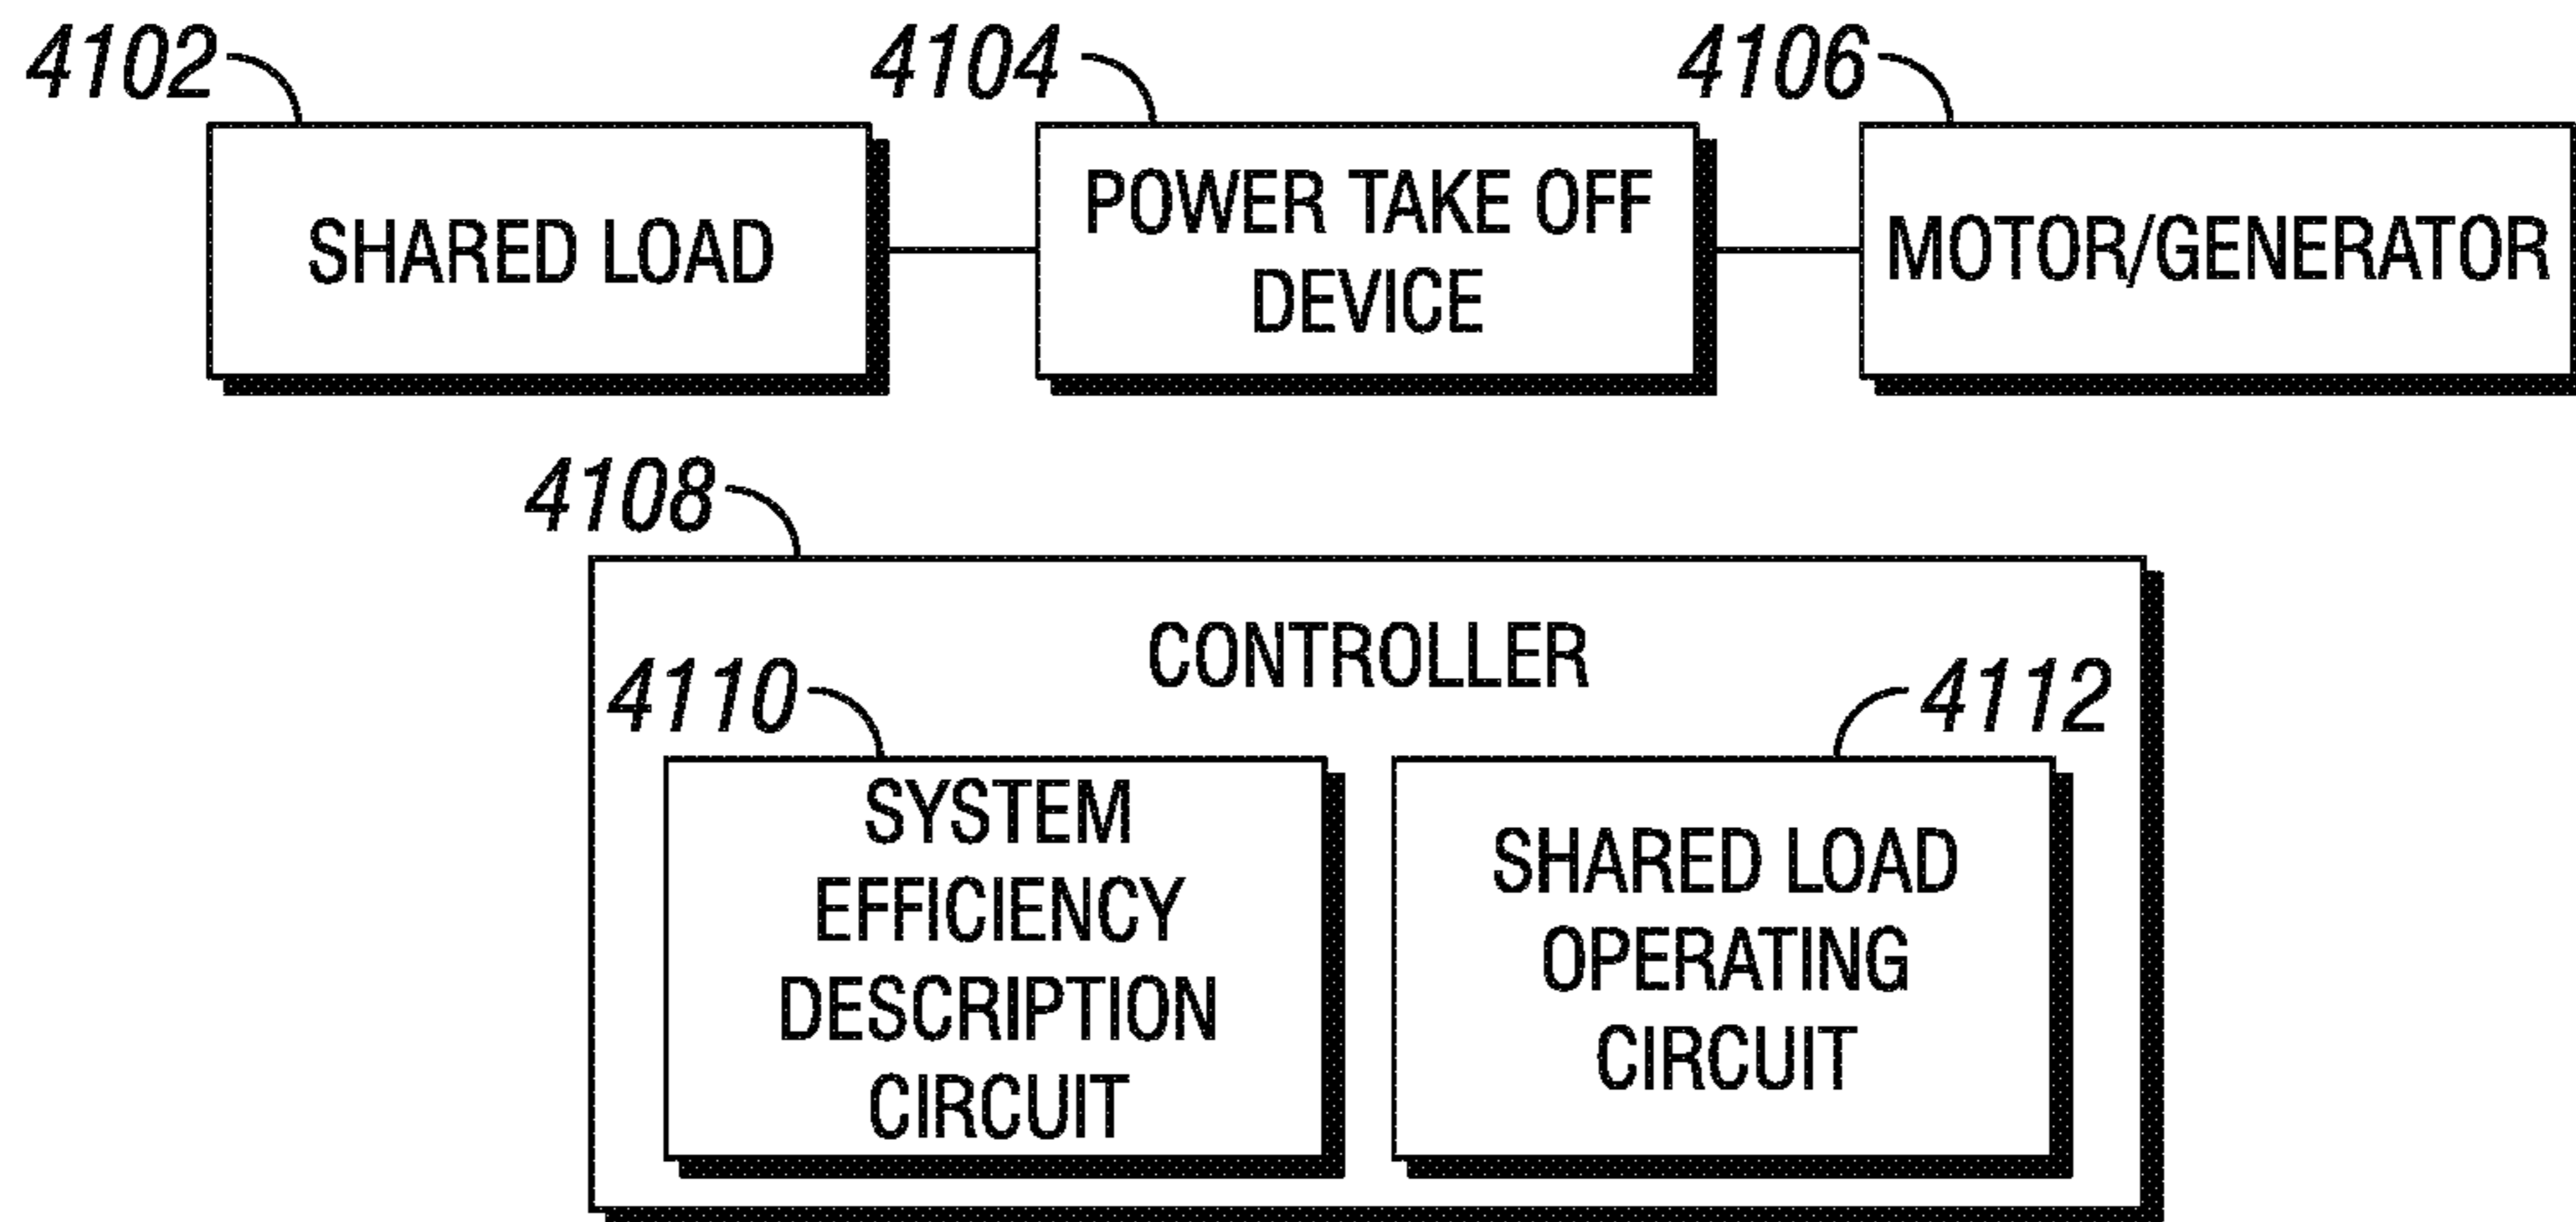 4102
4104
4106
SHARED LOAD
POWER TAKE OFF
DEVICE
MOTOR/GENERATOR
4108
CONTROLLER
4110
4112
SYSTEM
EFFICIENCY
DESCRIPTION
CIRCUIT
SHARED LOAD
OPERATING
CIRCUIT